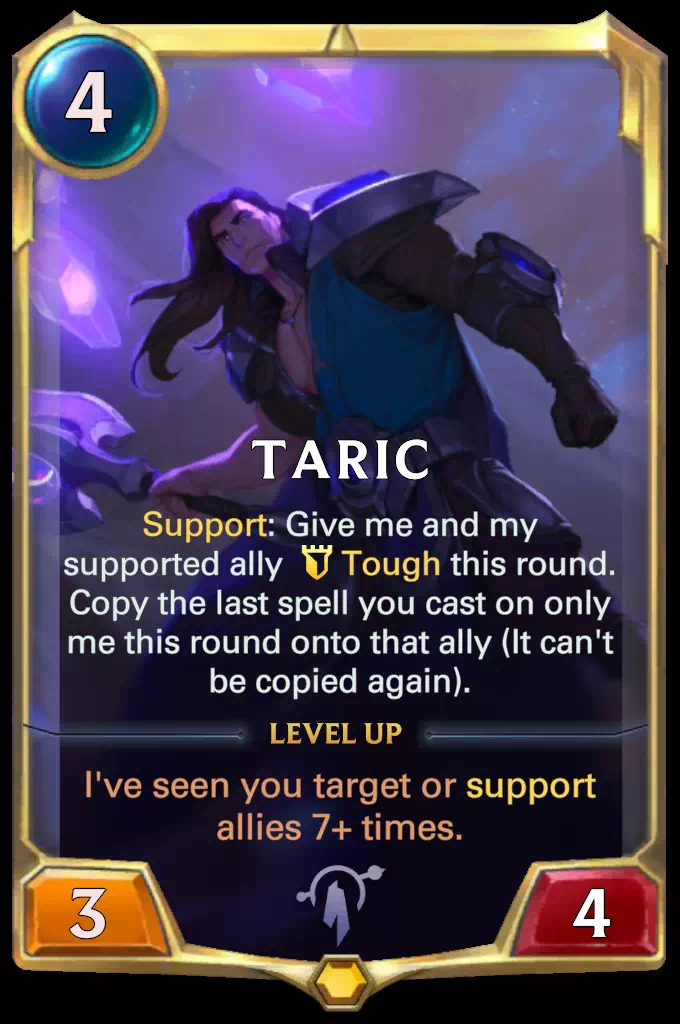 4
TARIC
Support: Give me and my
supported ally Tough this round.
Copy the last spell you cast on only
me this round onto that ally (It can't
be copied again).
LEVEL UP
I've seen you target or support
allies 7+ times.
3
4